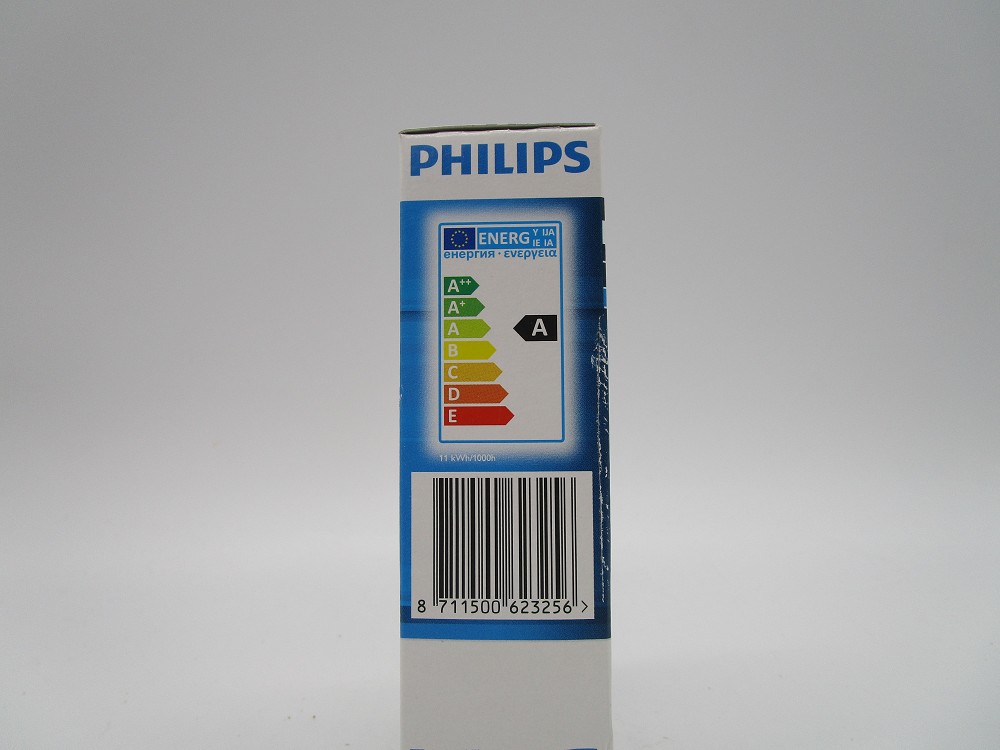 PHILIPS
ENERG Y IJA
IE IA
енергия · ενεργεια
A++
A+
A
A
B
C
D
E
11 kWh/1000h
8 711500 623256 >